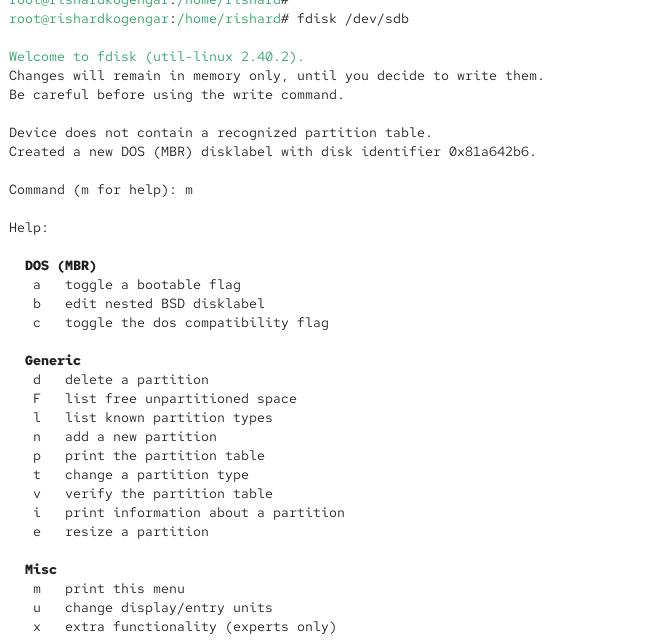 root@rishardkogengar:/home/rishard#
root@rishardkogengar:/home/rishard# fdisk /dev/sdb
Welcome to fdisk (util-linux 2.40.2).
Changes will remain in memory only, until you decide to write them.
Be careful before using the write command.
Device does not contain a recognized partition table.
Created a new DOS (MBR) disklabel with disk identifier 0x81a642b6.
Command (m for help): m
Help:
DOS (MBR)
a toggle a bootable flag
b edit nested BSD disklabel
c toggle the dos compatibility flag
Generic
d delete a partition
F list free unpartitioned space
l list known partition types
n add a new partition
p print the partition table
t change a partition type
v verify the partition table
i print information about a partition
e resize a partition
Misc
m print this menu
u change display/entry units
x extra functionality (experts only)